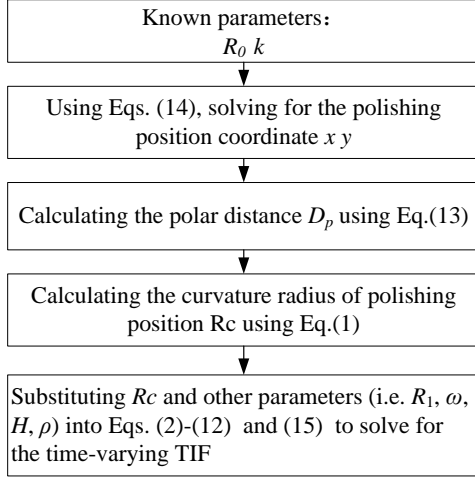 Known parameters：
R₀ k
Using Eqs. (14), solving for the polishing
position coordinate x y
Calculating the polar distance Dₚ using Eq.(13)
Calculating the curvature radius of polishing
position Rc using Eq.(1)
Substituting Rc and other parameters (i.e. R₁, ω,
H, ρ) into Eqs. (2)-(12) and (15) to solve for
the time-varying TIF